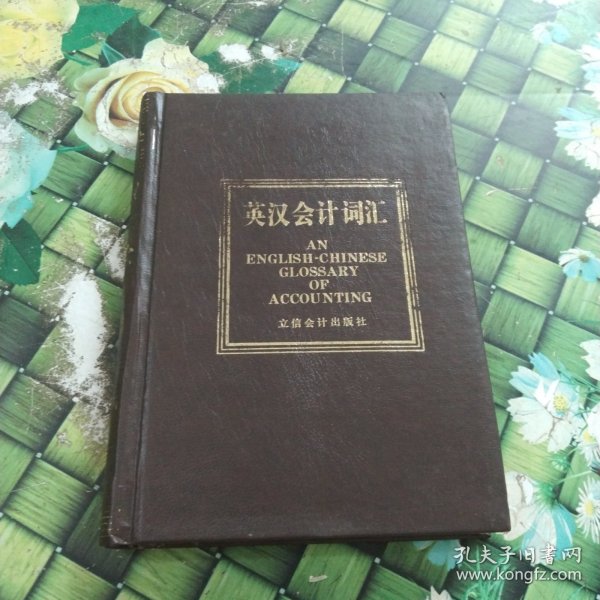 英汉会计词汇
AN
ENGLISH-CHINESE
GLOSSARY
OF
ACCOUNTING
立信会计出版社
孔夫子旧书网
www.kongfz.com